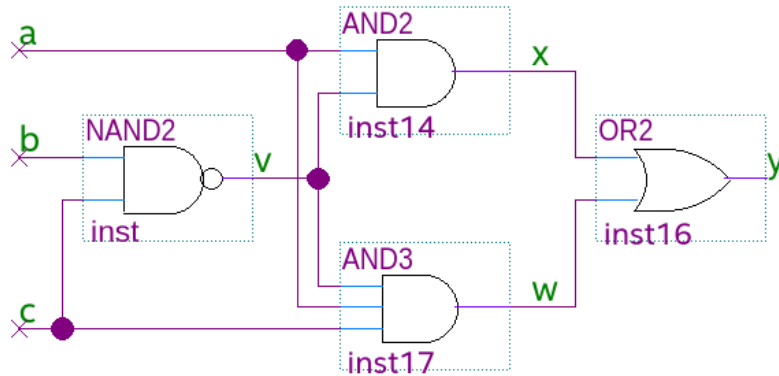 a
AND2
x
inst14
b
NAND2
v
inst
OR2
y
inst16
AND3
w
c
inst17